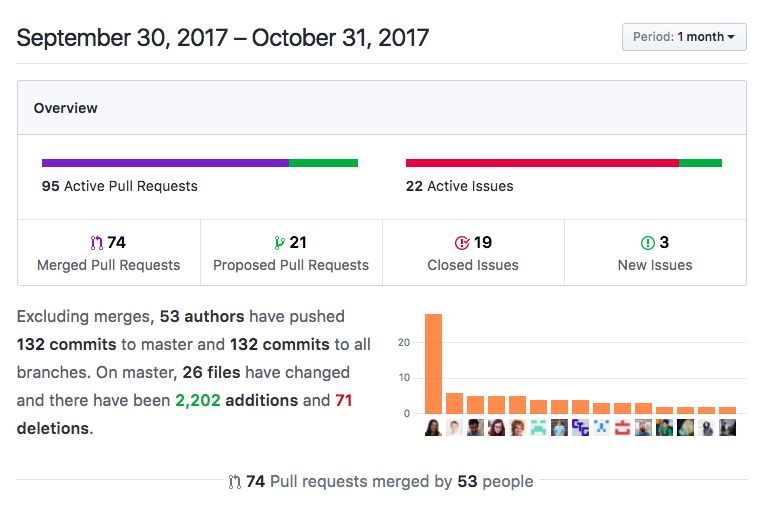 September 30, 2017 – October 31, 2017
Period: 1 month
Overview
95 Active Pull Requests
22 Active Issues
74
Merged Pull Requests
21
Proposed Pull Requests
19
Closed Issues
3
New Issues
Excluding merges, 53 authors have pushed
132 commits to master and 132 commits to all
branches. On master, 26 files have changed
and there have been 2,202 additions and 71
deletions.
20
10
0
74 Pull requests merged by 53 people